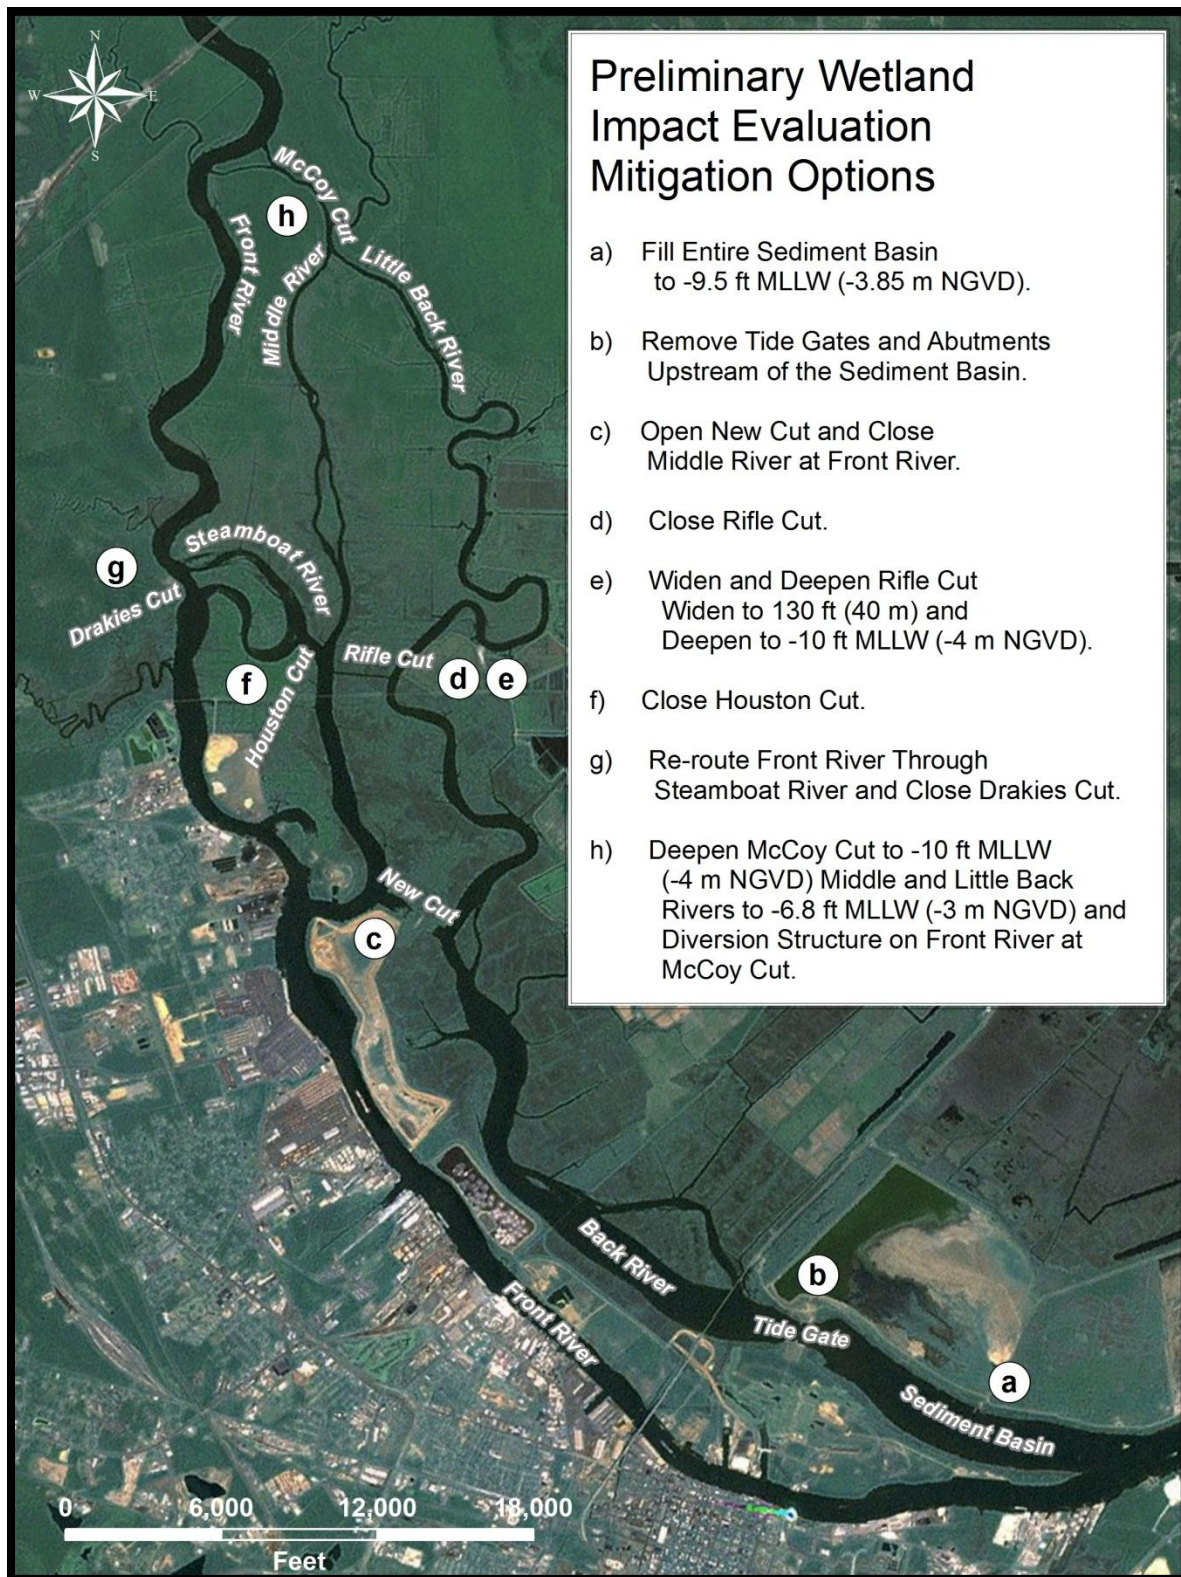 N
W
E
S
Preliminary Wetland
Impact Evaluation
Mitigation Options
a) Fill Entire Sediment Basin
to -9.5 ft MLLW (-3.85 m NGVD).
b) Remove Tide Gates and Abutments
Upstream of the Sediment Basin.
c) Open New Cut and Close
Middle River at Front River.
d) Close Rifle Cut.
e) Widen and Deepen Rifle Cut
Widen to 130 ft (40 m) and
Deepen to -10 ft MLLW (-4 m NGVD).
f) Close Houston Cut.
g) Re-route Front River Through
Steamboat River and Close Drakies Cut.
h) Deepen McCoy Cut to -10 ft MLLW
(-4 m NGVD) Middle and Little Back
Rivers to -6.8 ft MLLW (-3 m NGVD) and
Diversion Structure on Front River at
McCoy Cut.
McCoy Cut
h
Front River
Middle River
Little Back River
Steamboat River
g
Drakies Cut
Rifle Cut
d
e
f
Houston Cut
New Cut
c
Back River
b
Front River
Tide Gate
a
Sediment Basin
0 6,000 12,000 18,000
Feet